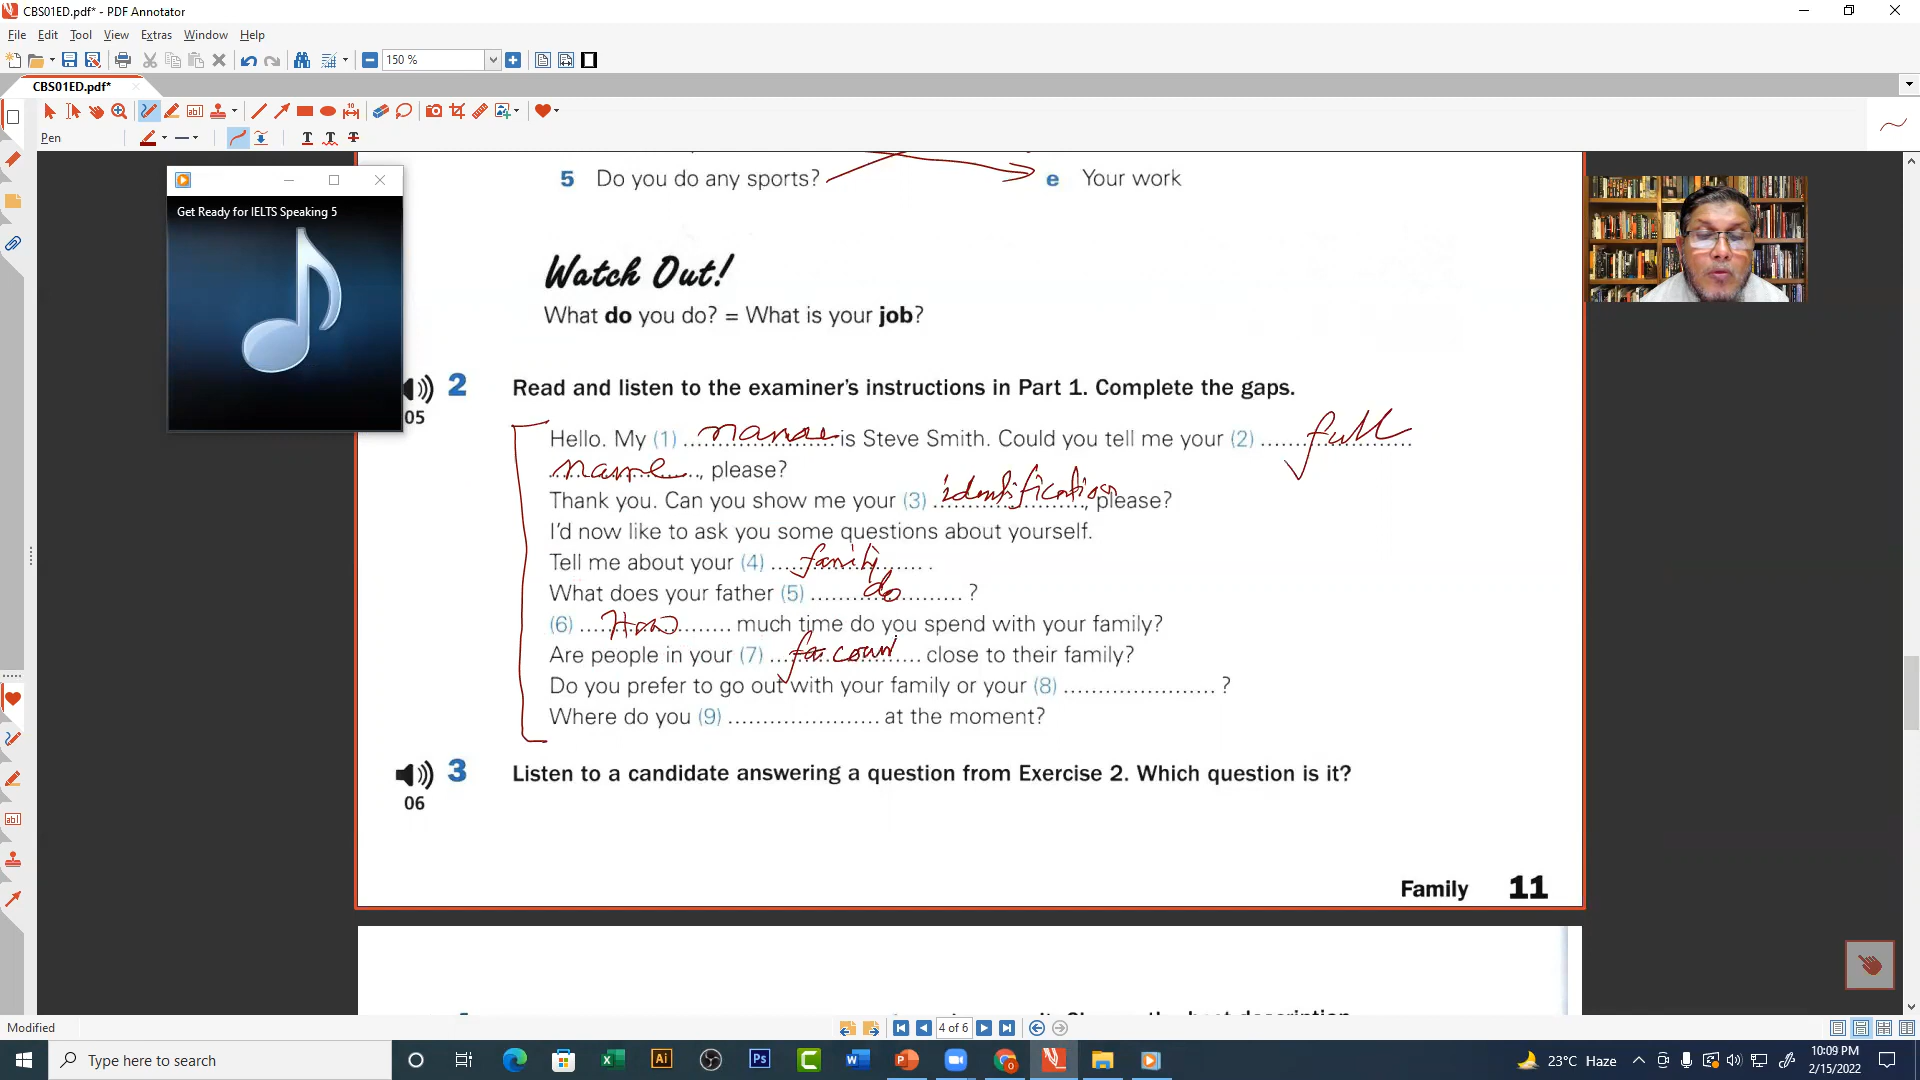 CBS01ED.pdf* - PDF Annotator
File Edit Tool View Extras Window Help
150 %
CBS01ED.pdf*
Pen
Get Ready for IELTS Speaking 5
5 Do you do any sports? e Your work
Watch Out!
What do you do? = What is your job?
05
2 Read and listen to the examiner's instructions in Part 1. Complete the gaps.
Hello. My (1) name is Steve Smith. Could you tell me your (2) full
name, please?
Thank you. Can you show me your (3) identification, please?
I'd now like to ask you some questions about yourself.
Tell me about your (4) family .
What does your father (5) do ?
(6) How much time do you spend with your family?
Are people in your (7) coun close to their family?
Do you prefer to go out with your family or your (8) ...................... ?
Where do you (9) ...................... at the moment?
3 Listen to a candidate answering a question from Exercise 2. Which question is it?
06
Family 11
Modified
4 of 6
Type here to search
23°C Haze
10:09 PM
2/15/2022